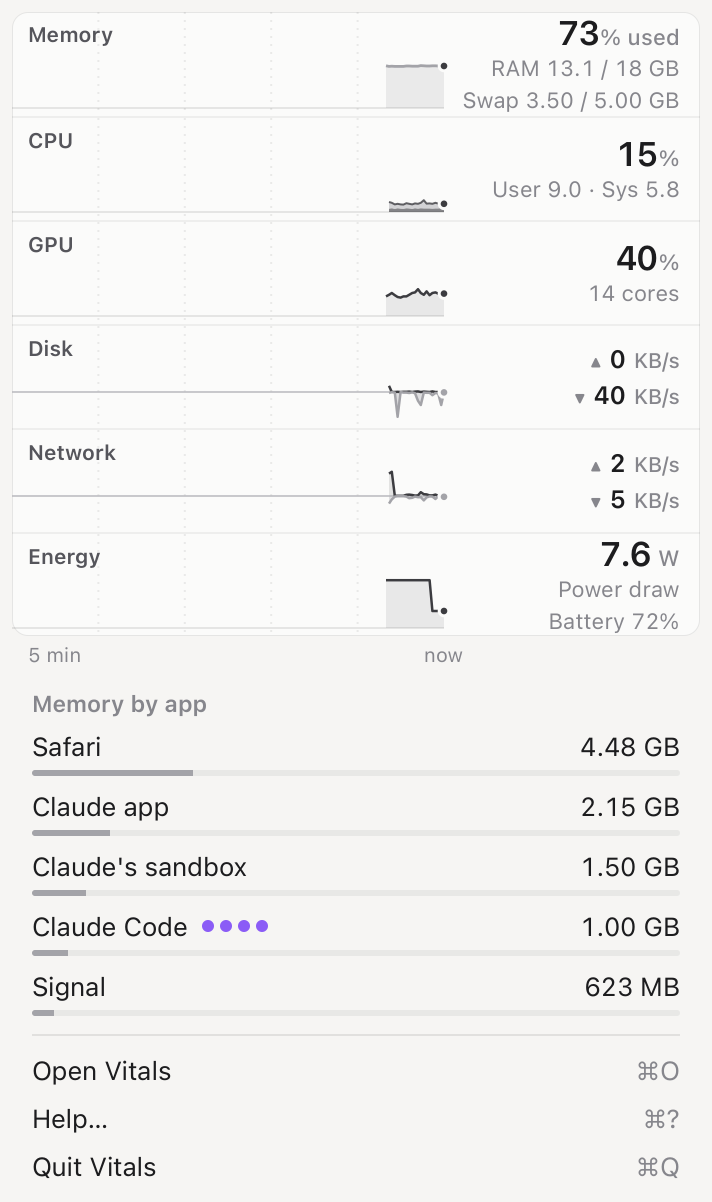 Memory
73% used
RAM 13.1 / 18 GB
Swap 3.50 / 5.00 GB
CPU
15%
User 9.0 · Sys 5.8
GPU
40%
14 cores
Disk
▲ 0 KB/s
▼ 40 KB/s
Network
▲ 2 KB/s
▼ 5 KB/s
Energy
7.6 W
Power draw
Battery 72%
5 min now
Memory by app
Safari 4.48 GB
Claude app 2.15 GB
Claude's sandbox 1.50 GB
Claude Code 1.00 GB
Signal 623 MB
Open Vitals ⌘O
Help... ⌘?
Quit Vitals ⌘Q